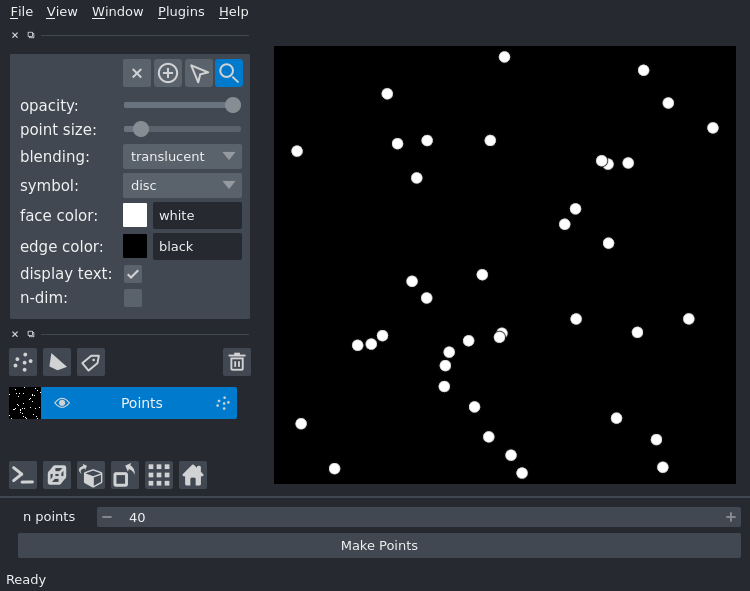 File View Window Plugins Help
opacity:
point size:
blending: translucent
symbol: disc
face color: white
edge color: black
display text:
n-dim:
Points
n points 40
Make Points
Ready